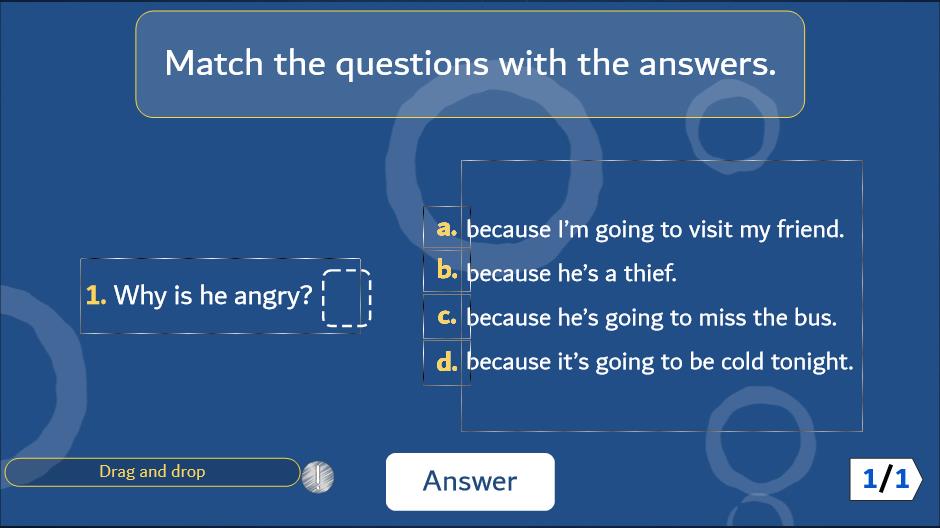 Match the questions with the answers.
1. Why is he angry?
a. because I'm going to visit my friend.
b. because he's a thief.
c. because he's going to miss the bus.
d. because it's going to be cold tonight.
Drag and drop
!
Answer
1/1